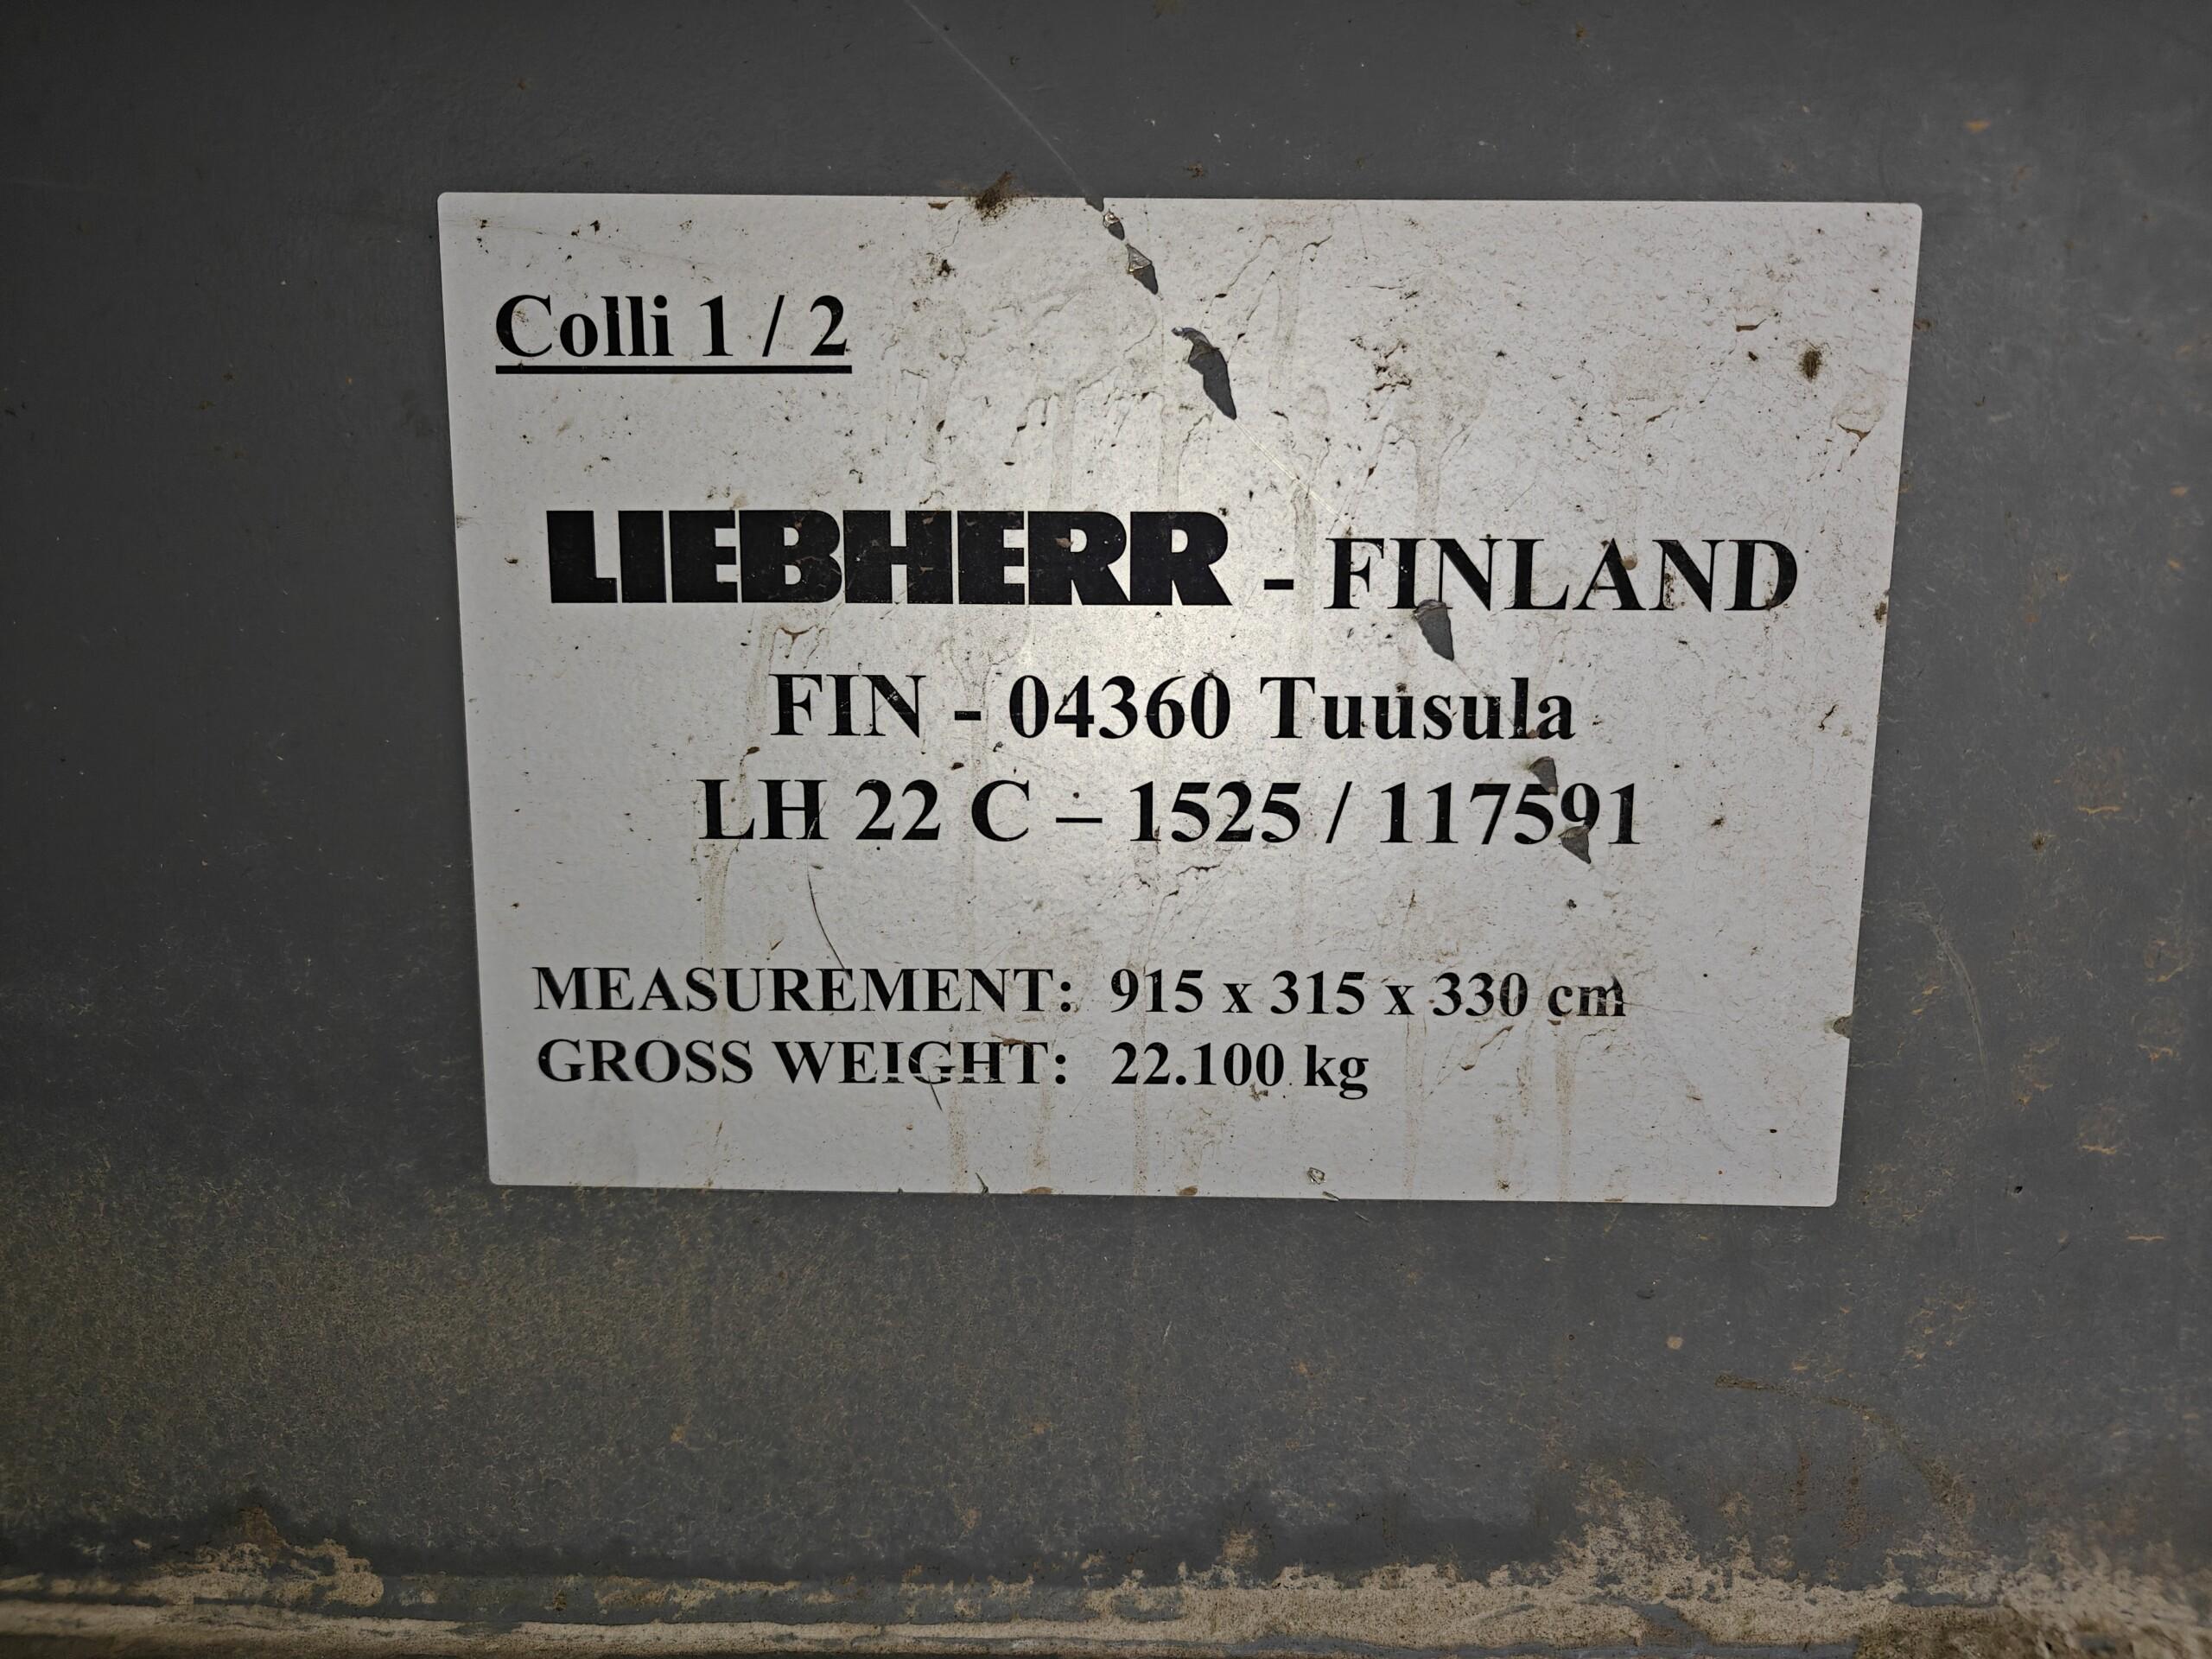 Colli 1 / 2
LIEBHERR - FINLAND
FIN - 04360 Tuusula
LH 22 C – 1525 / 117591
MEASUREMENT: 915 x 315 x 330 cm
GROSS WEIGHT: 22.100 kg